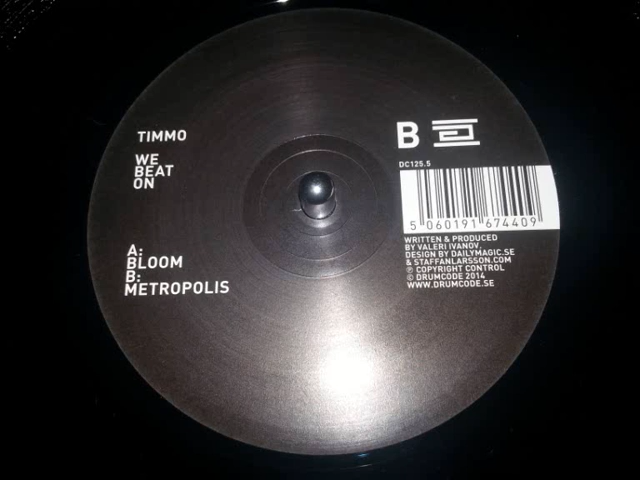 TIMMO
WE
BEAT
ON
A:
BLOOM
B:
METROPOLIS
B
DC125.5
5 060191 674409
WRITTEN & PRODUCED
BY VALERI IVANOV.
DESIGN BY DAILYMAGIC.SE
& STAFFANLARSSON.COM
Ⓟ COPYRIGHT CONTROL
© DRUMCODE 2014
WWW.DRUMCODE.SE